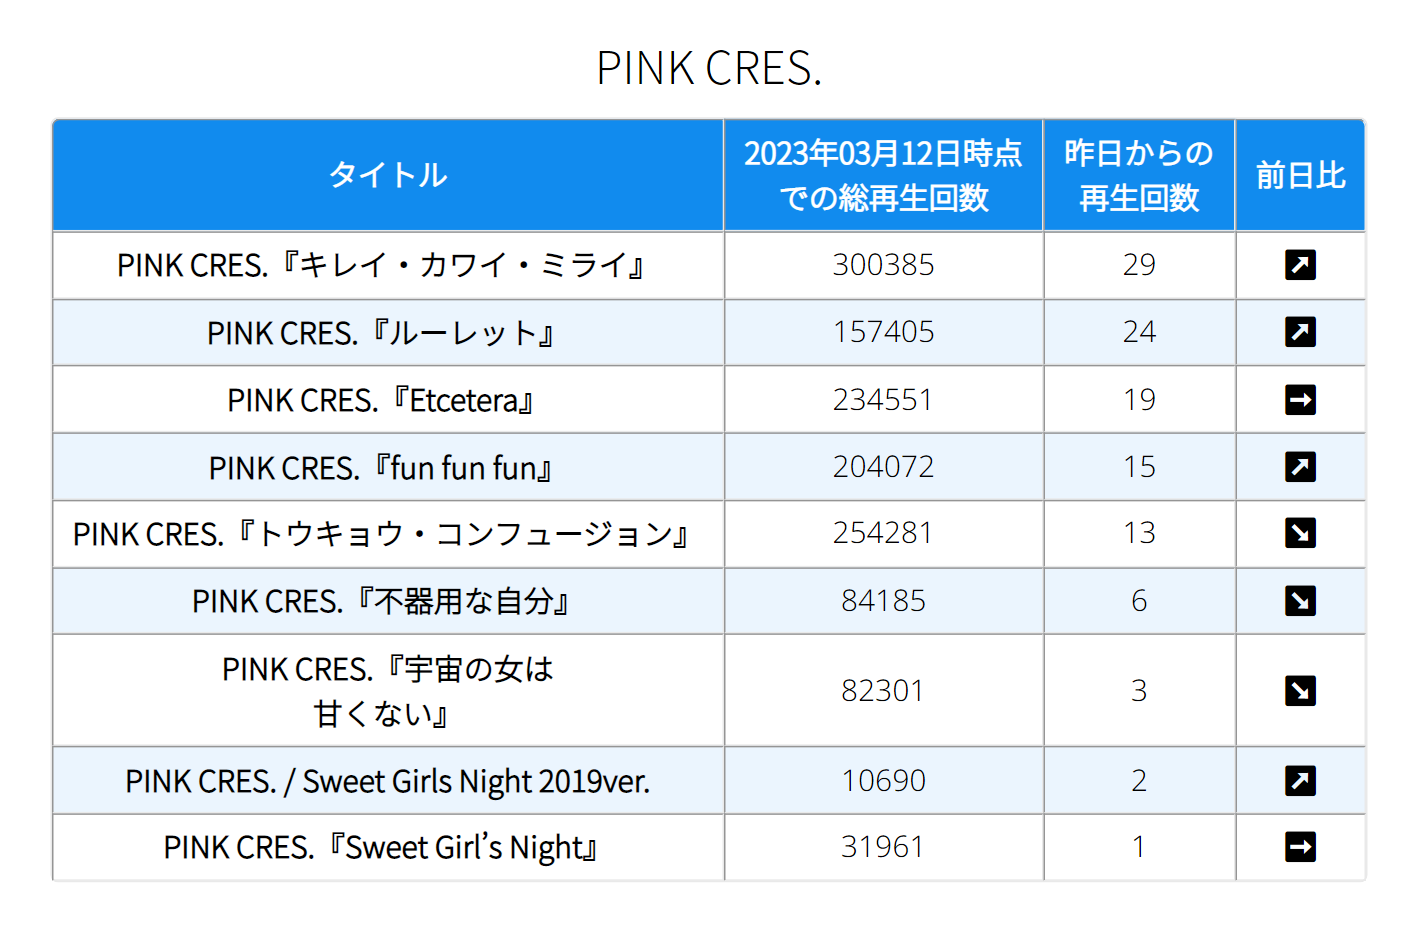 PINK CRES.
タイトル 2023年03月12日時点 昨日からの 前日比
での総再生回数 再生回数
PINK CRES.『キレイ・カワイ・ミライ』 300385 29 ↗
PINK CRES.『ルーレット』 157405 24 ↗
PINK CRES.『Etcetera』 234551 19 →
PINK CRES.『fun fun fun』 204072 15 ↗
PINK CRES.『トウキョウ・コンフュージョン』 254281 13 ↘
PINK CRES.『不器用な自分』 84185 6 ↘
PINK CRES.『宇宙の女は
甘くない』 82301 3 ↘
PINK CRES. / Sweet Girls Night 2019ver. 10690 2 ↗
PINK CRES.『Sweet Girl’s Night』 31961 1 →